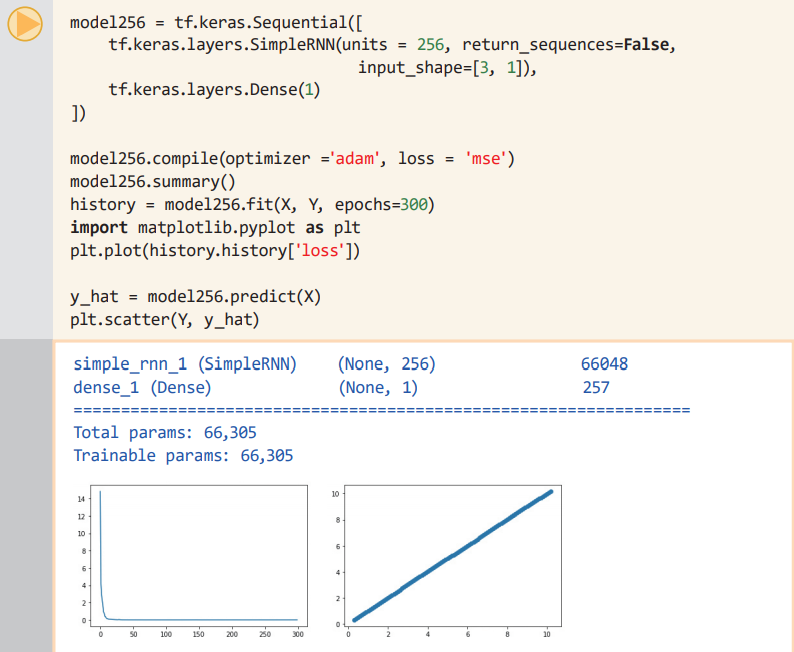 model256 = tf.keras.Sequential([
    tf.keras.layers.SimpleRNN(units = 256, return_sequences=False,
                              input_shape=[3, 1]),
    tf.keras.layers.Dense(1)
])

model256.compile(optimizer ='adam', loss = 'mse')
model256.summary()
history = model256.fit(X, Y, epochs=300)
import matplotlib.pyplot as plt
plt.plot(history.history['loss'])

y_hat = model256.predict(X)
plt.scatter(Y, y_hat)
simple_rnn_1 (SimpleRNN)    (None, 256)    66048
dense_1 (Dense)    (None, 1)    257
=================================================================
Total params: 66,305
Trainable params: 66,305
14
12
10
8
6
4
2
0
0 50 100 150 200 250 300
10
8
6
4
2
0
0 2 4 6 8 10